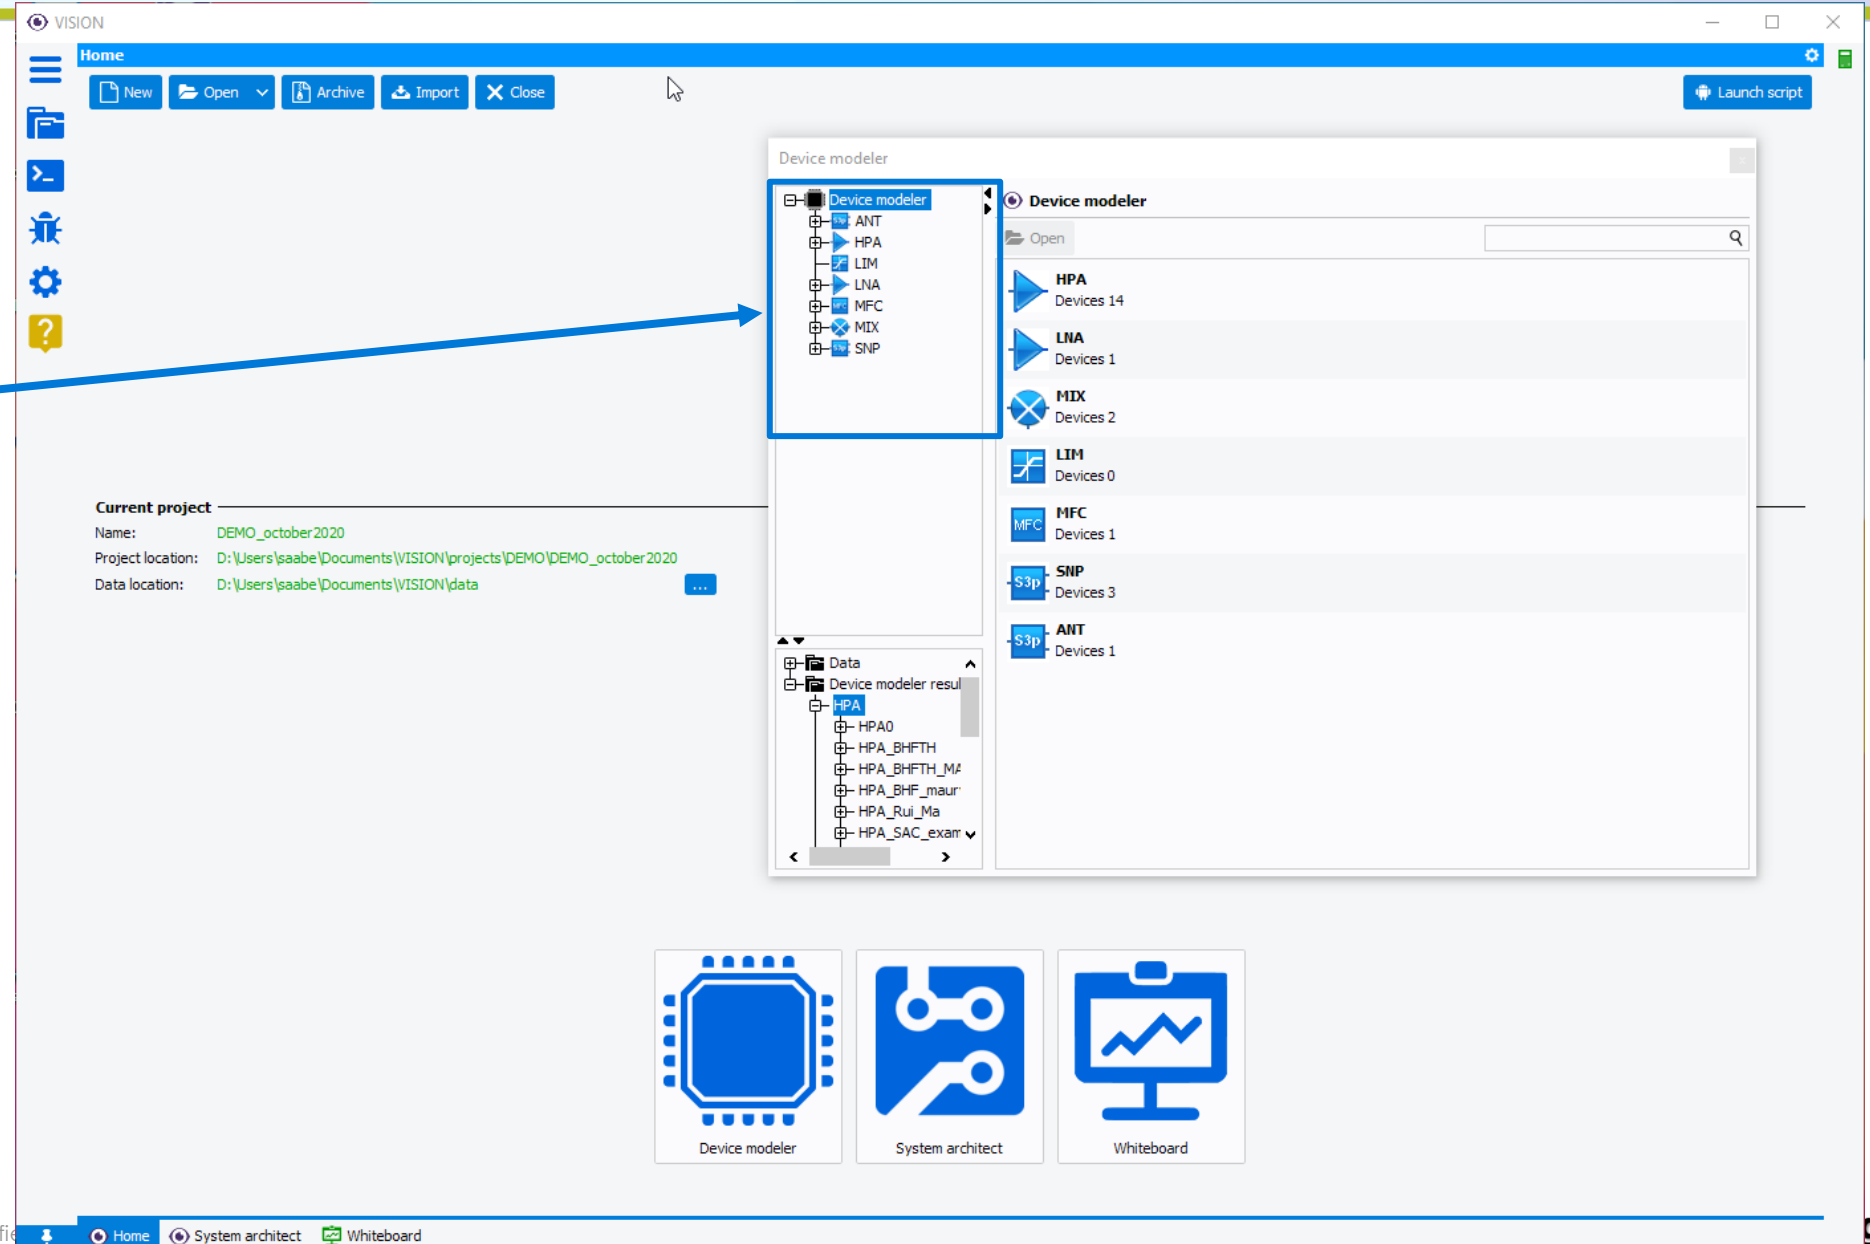 VISION
Home
New
Open
Archive
Import
Close
Launch script
Device modeler
Device modeler
ANT
HPA
LIM
LNA
MFC
MIX
SNP
Device modeler
Open
HPA
Devices 14
LNA
Devices 1
MIX
Devices 2
LIM
Devices 0
MFC
MFC
Devices 1
S3p
SNP
Devices 3
S3p
ANT
Devices 1
Data
Device modeler resul
HPA
HPA0
HPA_BHFTH
HPA_BHFTH_MA
HPA_BHF_maur
HPA_Rui_Ma
HPA_SAC_exam
Current project
Name: DEMO_october2020
Project location: D:\Users\saabe\Documents\VISION\projects\DEMO\DEMO_october2020
Data location: D:\Users\saabe\Documents\VISION\data
...
Device modeler
System architect
Whiteboard
Home
System architect
Whiteboard